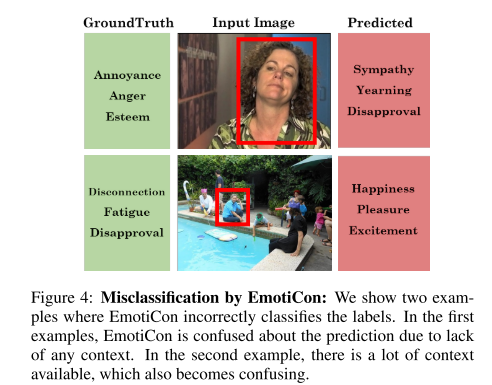 GroundTruth Input Image Predicted
Annoyance
Anger
Esteem
Sympathy
Yearning
Disapproval
Disconnection
Fatigue
Disapproval
Happiness
Pleasure
Excitement
Figure 4: Misclassification by EmotiCon: We show two exam-
ples where EmotiCon incorrectly classifies the labels. In the first
examples, EmotiCon is confused about the prediction due to lack
of any context. In the second example, there is a lot of context
available, which also becomes confusing.